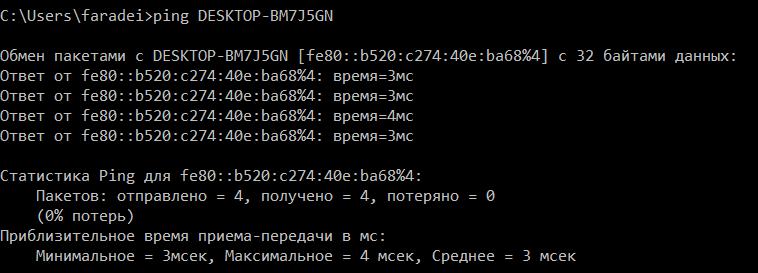 C:\Users\faradei>ping DESKTOP-BM7J5GN
Обмен пакетами с DESKTOP-BM7J5GN [fe80::b520:c274:40e:ba68%4] с 32 байтами данных:
Ответ от fe80::b520:c274:40e:ba68%4: время=3мс
Ответ от fe80::b520:c274:40e:ba68%4: время=3мс
Ответ от fe80::b520:c274:40e:ba68%4: время=4мс
Ответ от fe80::b520:c274:40e:ba68%4: время=3мс
Статистика Ping для fe80::b520:c274:40e:ba68%4:
Пакетов: отправлено = 4, получено = 4, потеряно = 0
(0% потерь)
Приблизительное время приема-передачи в мс:
Минимальное = 3мсек, Максимальное = 4 мсек, Среднее = 3 мсек